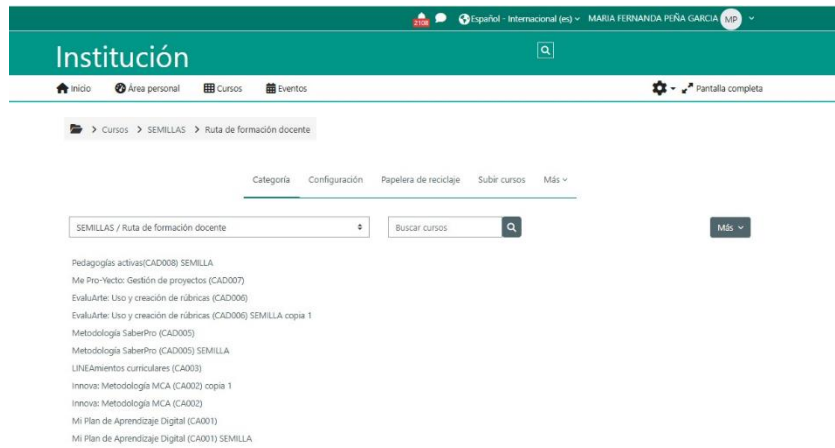 2108 Español - Internacional (es) MARIA FERNANDA PEÑA GARCIA MP
Institución
Inicio Área personal Cursos Eventos Pantalla completa
> Cursos > SEMILLAS > Ruta de formación docente
Categoría Configuración Papelera de reciclaje Subir cursos Más
SEMILLAS / Ruta de formación docente Buscar cursos Más
Pedagogías activas(CAD008) SEMILLA
Me Pro-Yecto: Gestión de proyectos (CAD007)
EvaluArte: Uso y creación de rúbricas (CAD006)
EvaluArte: Uso y creación de rúbricas (CAD006) SEMILLA copia 1
Metodología SaberPro (CAD005)
Metodología SaberPro (CAD005) SEMILLA
LINEAmientos curriculares (CA003)
Innova: Metodología MCA (CA002) copia 1
Innova: Metodología MCA (CA002)
Mi Plan de Aprendizaje Digital (CA001)
Mi Plan de Aprendizaje Digital (CA001) SEMILLA